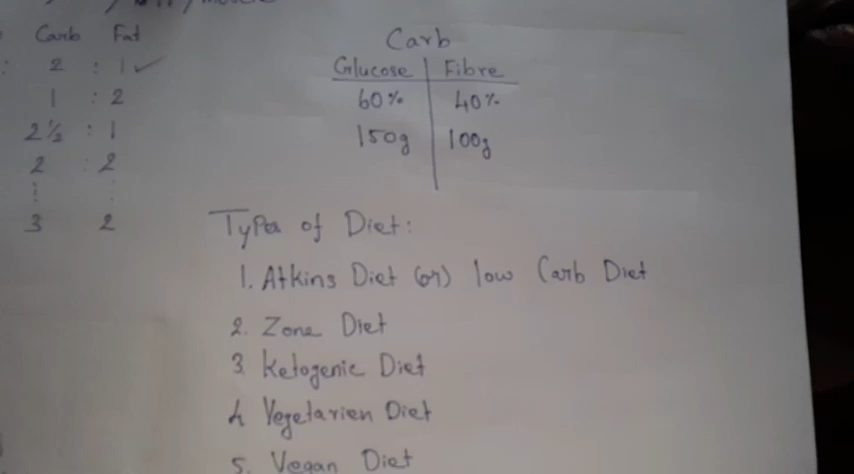 Carb Fat
: 2 : 1 ✓
1 : 2
2 1/2 : 1
2 : 2
3 2
Carb
Glucose | Fibre
60% | 40%
150g | 100g
Types of Diet:
1. Atkins Diet (or) low Carb Diet
2. Zone Diet
3. Ketogenic Diet
4. Vegetarien Diet
5. Vegan Diet